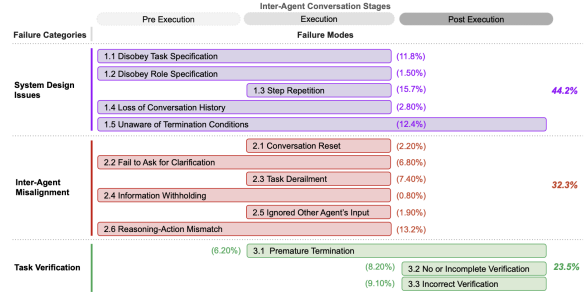 Inter-Agent Conversation Stages
Pre Execution Execution Post Execution
Failure Categories Failure Modes
1.1 Disobey Task Specification (11.8%)
1.2 Disobey Role Specification (1.50%)
System Design Issues 1.3 Step Repetition (15.7%) 44.2%
1.4 Loss of Conversation History (2.80%)
1.5 Unaware of Termination Conditions (12.4%)
2.1 Conversation Reset (2.20%)
2.2 Fail to Ask for Clarification (6.80%)
Inter-Agent Misalignment 2.3 Task Derailment (7.40%) 32.3%
2.4 Information Withholding (0.80%)
2.5 Ignored Other Agent's Input (1.90%)
2.6 Reasoning-Action Mismatch (13.2%)
(6.20%) 3.1 Premature Termination
Task Verification (8.20%) 3.2 No or Incomplete Verification 23.5%
(9.10%) 3.3 Incorrect Verification